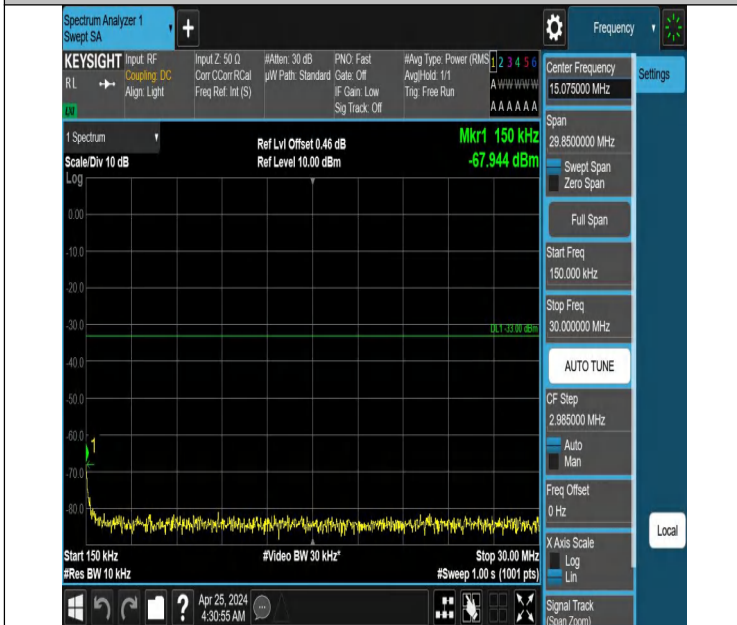 Spectrum Analyzer 1
Swept SA
+
Frequency
KEYSIGHT
RL
LXI
Input: RF
Coupling: DC
Align: Light
Input Z: 50 Ω
Corr CCorr RCal
Freq Ref: Int (S)
#Atten: 30 dB
µW Path: Standard
PNO: Fast
Gate: Off
IF Gain: Low
Sig Track: Off
#Avg Type: Power (RMS
Avg|Hold: 1/1
Trig: Free Run
1 2 3 4 5 6
A W W W W W
A A A A A A
1 Spectrum
Scale/Div 10 dB
Log
Ref Lvl Offset 0.46 dB
Ref Level 10.00 dBm
Mkr1 150 kHz
-67.944 dBm
0.00
-10.0
-20.0
-30.0
DL1 -33.00 dBm
-40.0
-50.0
-60.0
1
-70.0
-80.0
Start 150 kHz
#Res BW 10 kHz
#Video BW 30 kHz*
Stop 30.00 MHz
#Sweep 1.00 s (1001 pts)
Center Frequency
15.075000 MHz
Settings
Span
29.8500000 MHz
Swept Span
Zero Span
Full Span
Start Freq
150.000 kHz
Stop Freq
30.000000 MHz
AUTO TUNE
CF Step
2.985000 MHz
Auto
Man
Freq Offset
0 Hz
Local
X Axis Scale
Log
Lin
Signal Track
(Span Zoom)
?
Apr 25, 2024
4:30:55 AM